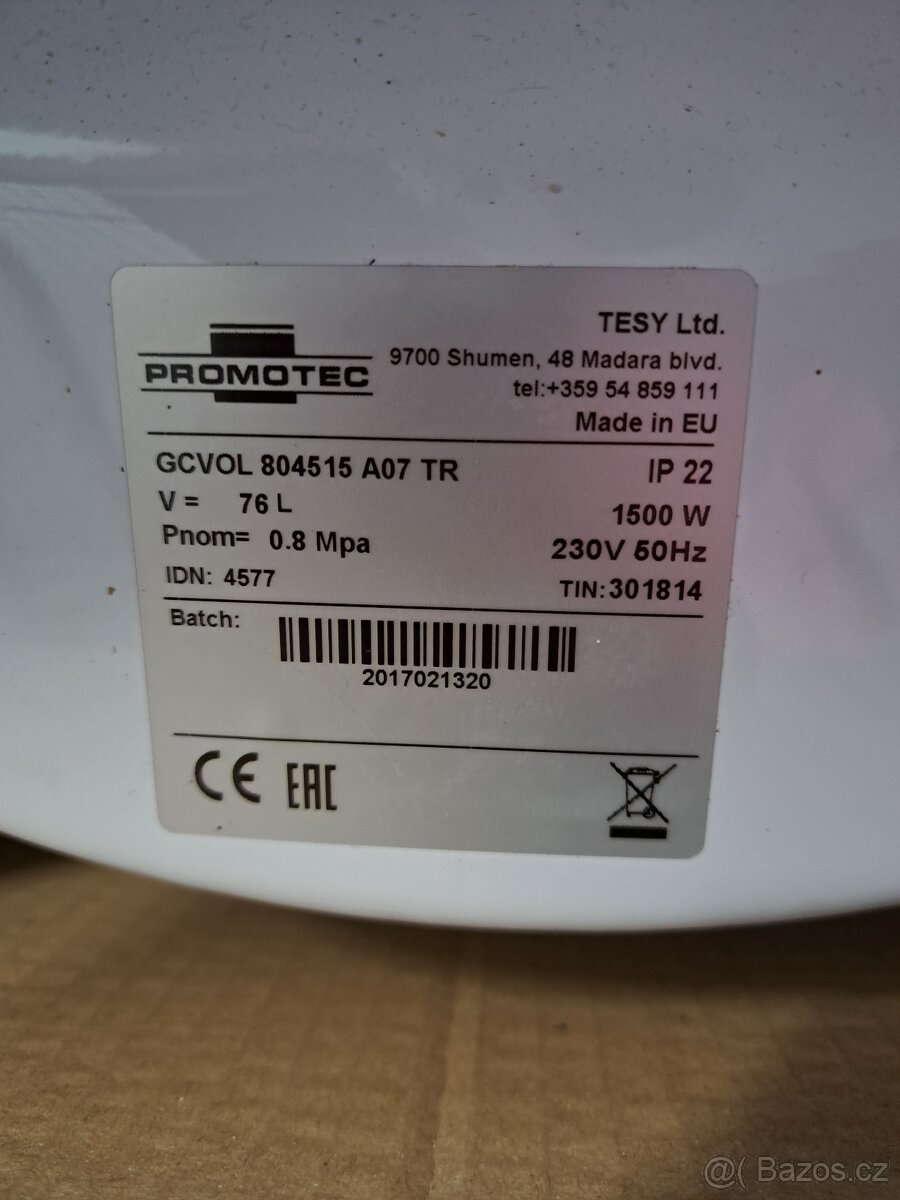 PROMOTEC
TESY Ltd.
9700 Shumen, 48 Madara blvd.
tel:+359 54 859 111
Made in EU
GCVOL 804515 A07 TR
IP 22
V = 76 L
1500 W
Pnom= 0.8 Mpa
230V 50Hz
IDN: 4577
TIN:301814
Batch:
2017021320
CE EAC
@( Bazos.cz